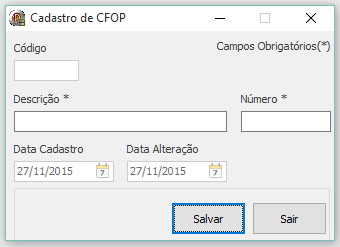 Cadastro de CFOP
Código
Campos Obrigatórios(*)
Descrição *
Número *
Data Cadastro
Data Alteração
27/11/2015
27/11/2015
Salvar
Sair